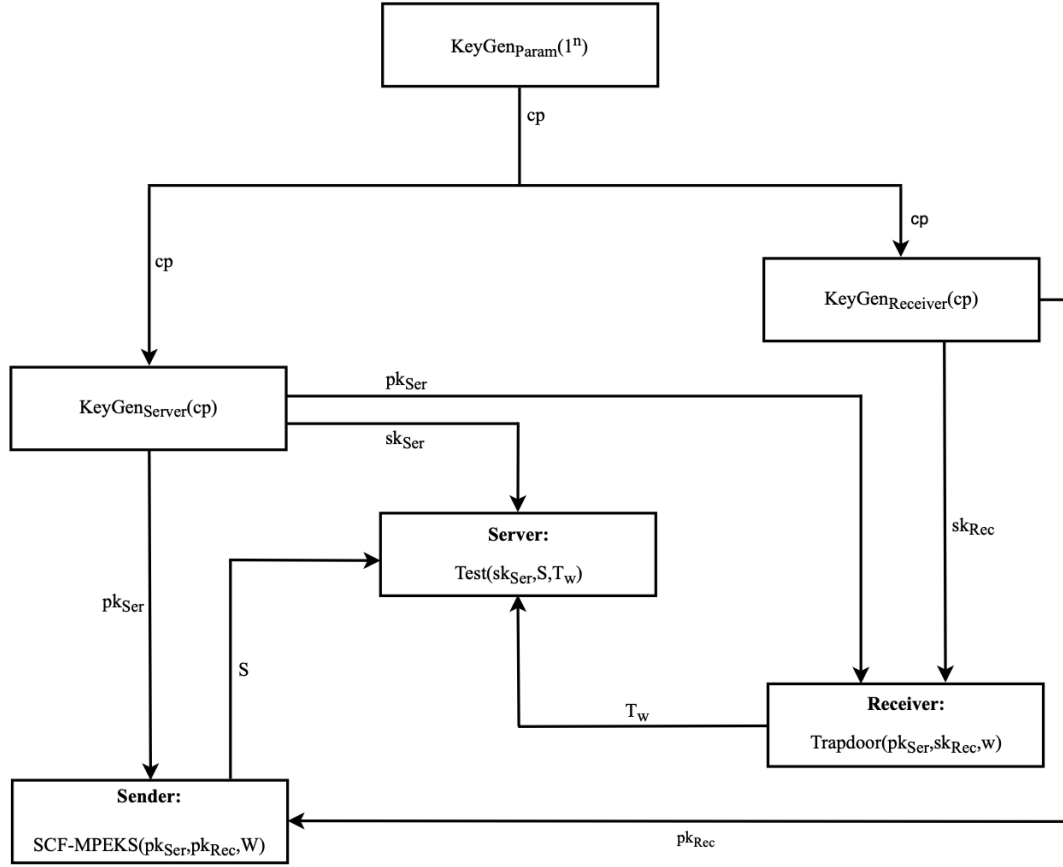 KeyGen_Param(1^n)
cp
cp
cp
KeyGen_Receiver(cp)
KeyGen_Server(cp)
pk_Ser
sk_Ser
Server:
Test(sk_Ser,S,T_w)
sk_Rec
pk_Ser
S
Receiver:
Trapdoor(pk_Ser,sk_Rec,w)
T_w
Sender:
SCF-MPEKS(pk_Ser,pk_Rec,W)
pk_Rec